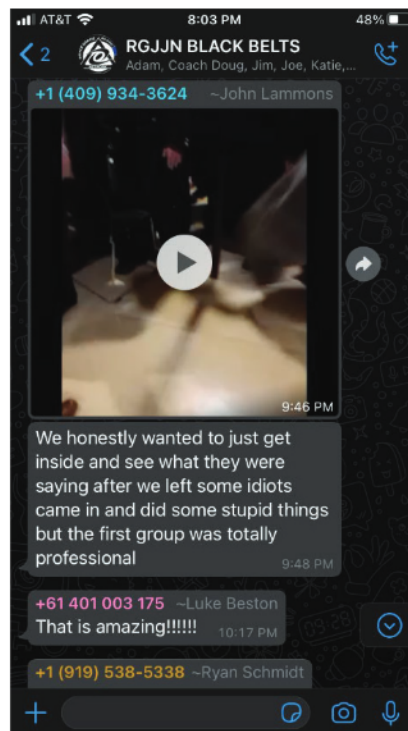 AT&T 8:03 PM 48%
2 RGJJN BLACK BELTS
Adam, Coach Doug, Jim, Joe, Katie,...
+1 (409) 934-3624 ~John Lammons
9:46 PM
We honestly wanted to just get
inside and see what they were
saying after we left some idiots
came in and did some stupid things
but the first group was totally
professional
9:48 PM
+61 401 003 175 ~Luke Beston
That is amazing!!!!!! 10:17 PM
+1 (919) 538-5338 ~Ryan Schmidt